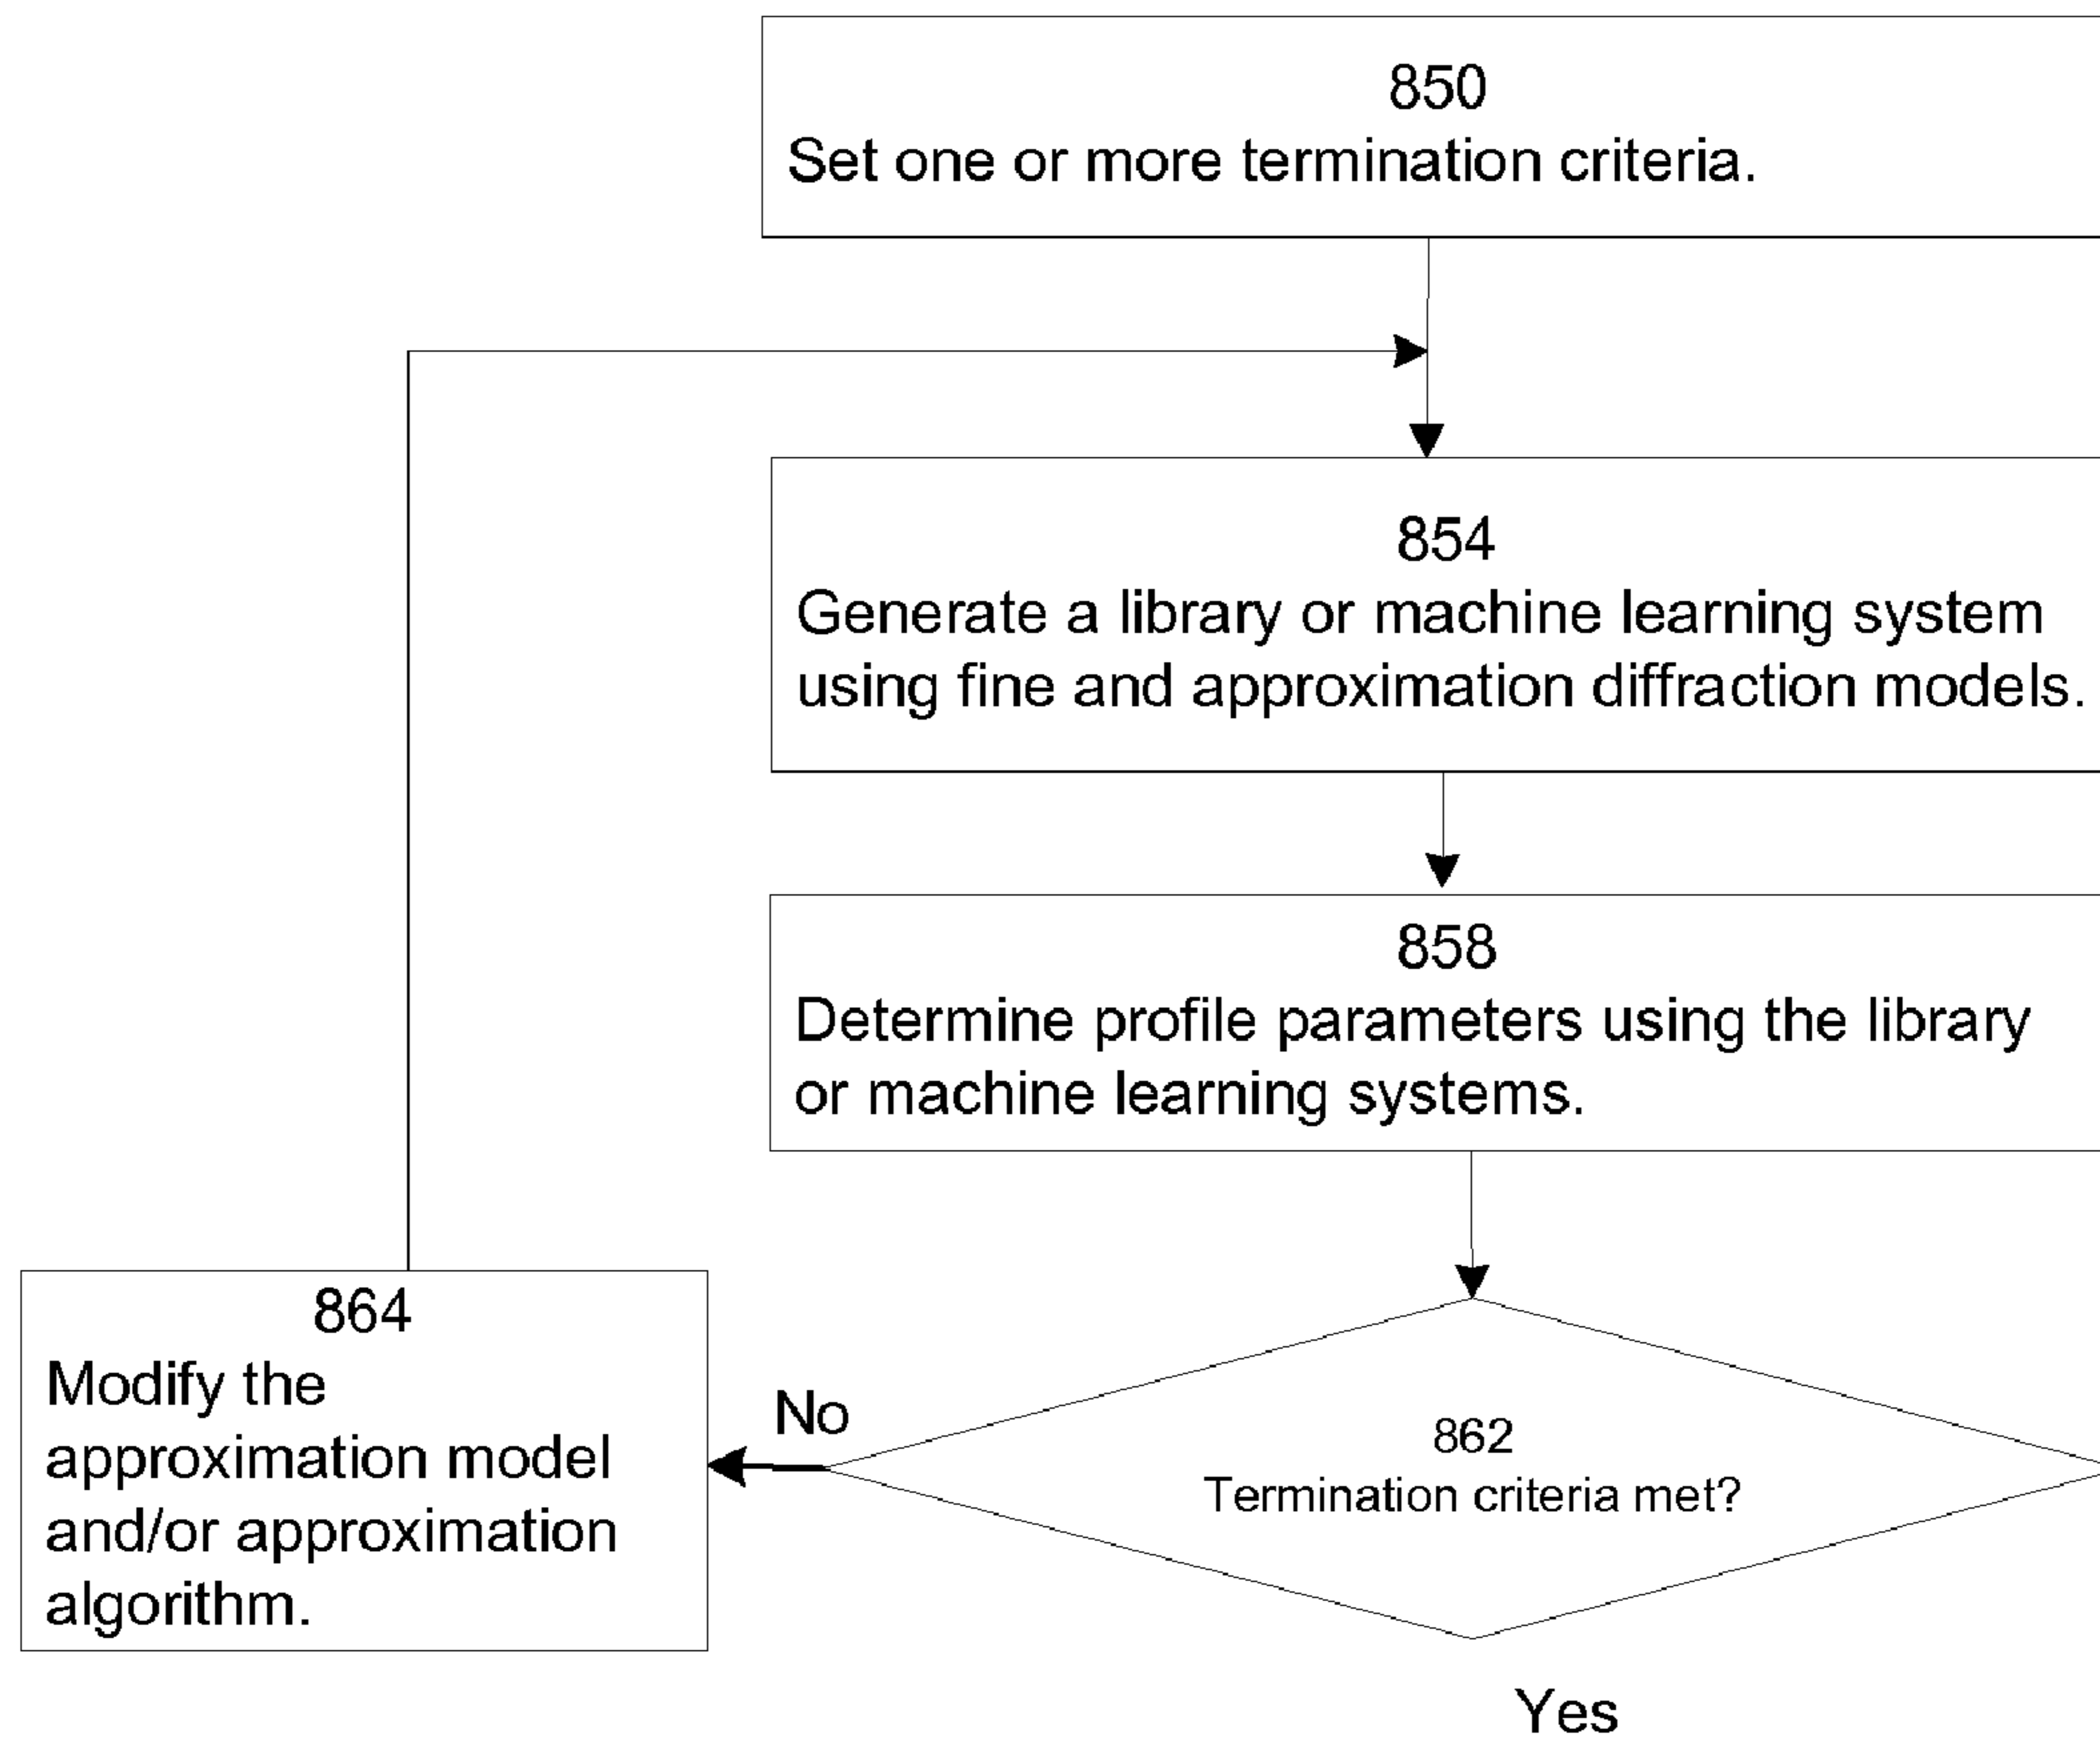 850
Set one or more termination criteria.
854
Generate a library or machine learning system
using fine and approximation diffraction models.
858
Determine profile parameters using the library
or machine learning systems.
864
Modify the
approximation model
and/or approximation
algorithm.
No
862
Termination criteria met?
Yes